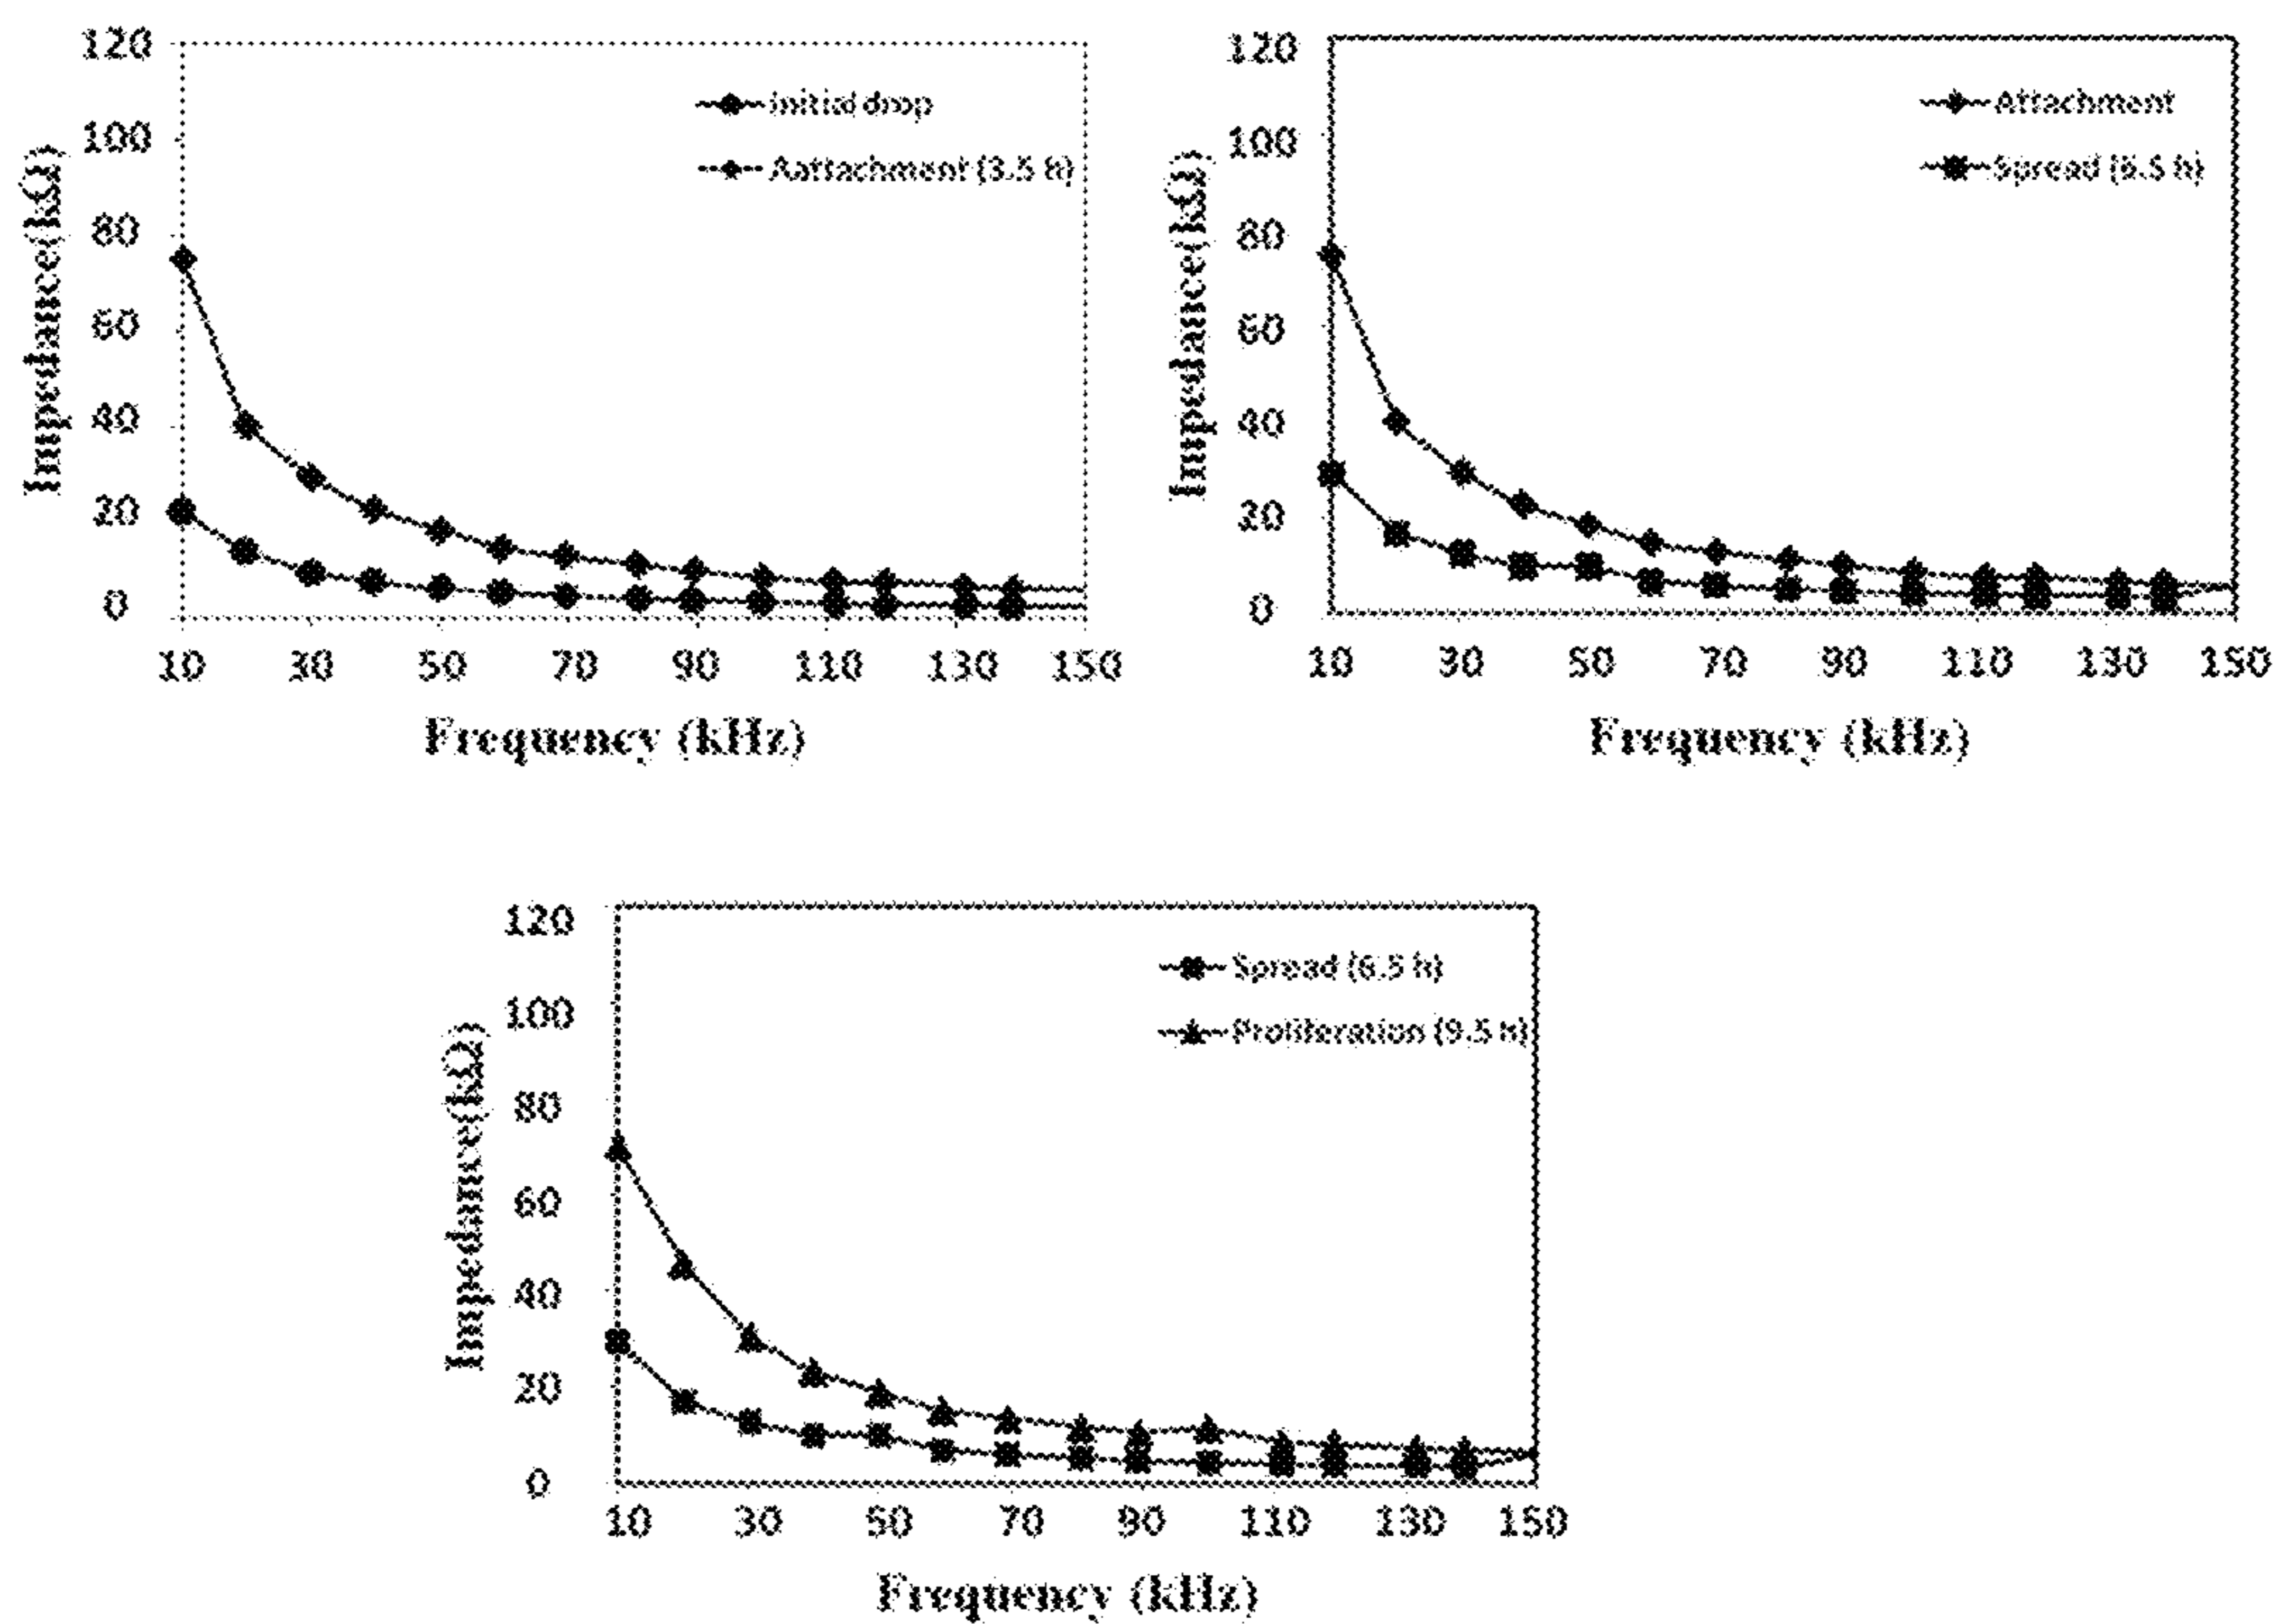 120
100
80
60
40
20
0
Impedance(kΩ)
Initial drop
Aattachment (3.5 h)
10 30 50 70 90 110 130 150
Frequency (kHz)
120
100
80
60
40
20
0
Impedance(kΩ)
Attachment
Spread (6.5 h)
10 30 50 70 90 110 130 150
Frequency (kHz)
120
100
80
60
40
20
0
Impedance(kΩ)
Spread (6.5 h)
Proliferation (9.5 h)
10 30 50 70 90 110 130 150
Frequency (kHz)